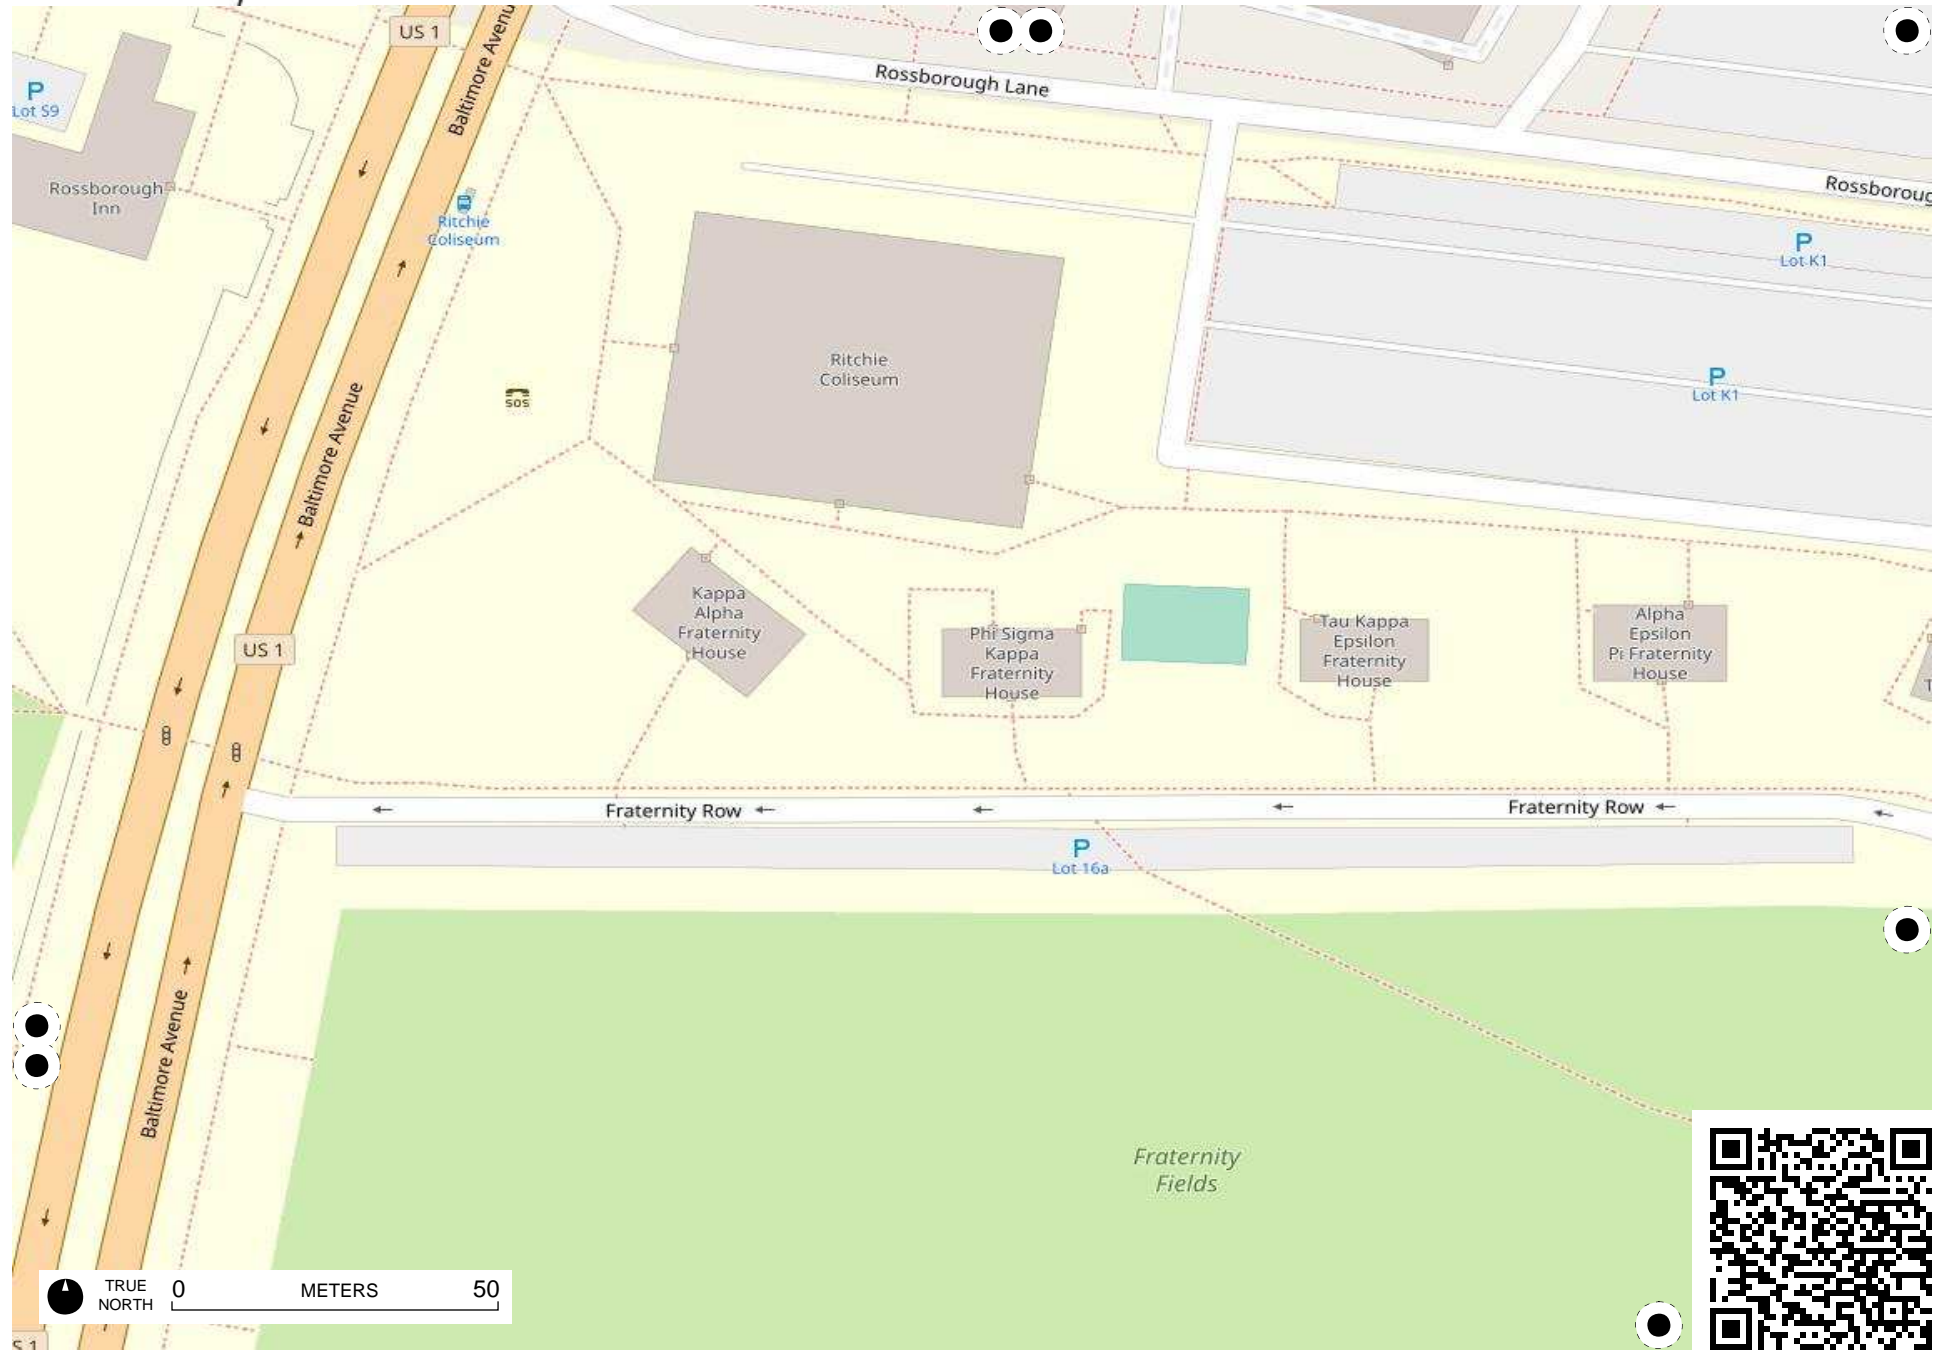 US 1
Baltimore Avenu
Rossborough Lane
P
Lot S9
Rossborough
Inn
Ritchie
Coliseum
Rossboroug
P
Lot K1
Ritchie
Coliseum
P
Lot K1
SOS
Baltimore Avenue
Kappa
Alpha
Fraternity
House
Phi Sigma
Kappa
Fraternity
House
Tau Kappa
Epsilon
Fraternity
House
Alpha
Epsilon
Pi Fraternity
House
T
US 1
Fraternity Row
Fraternity Row
P
Lot 16a
Baltimore Avenue
Fraternity
Fields
TRUE
NORTH
0 METERS 50
S 1